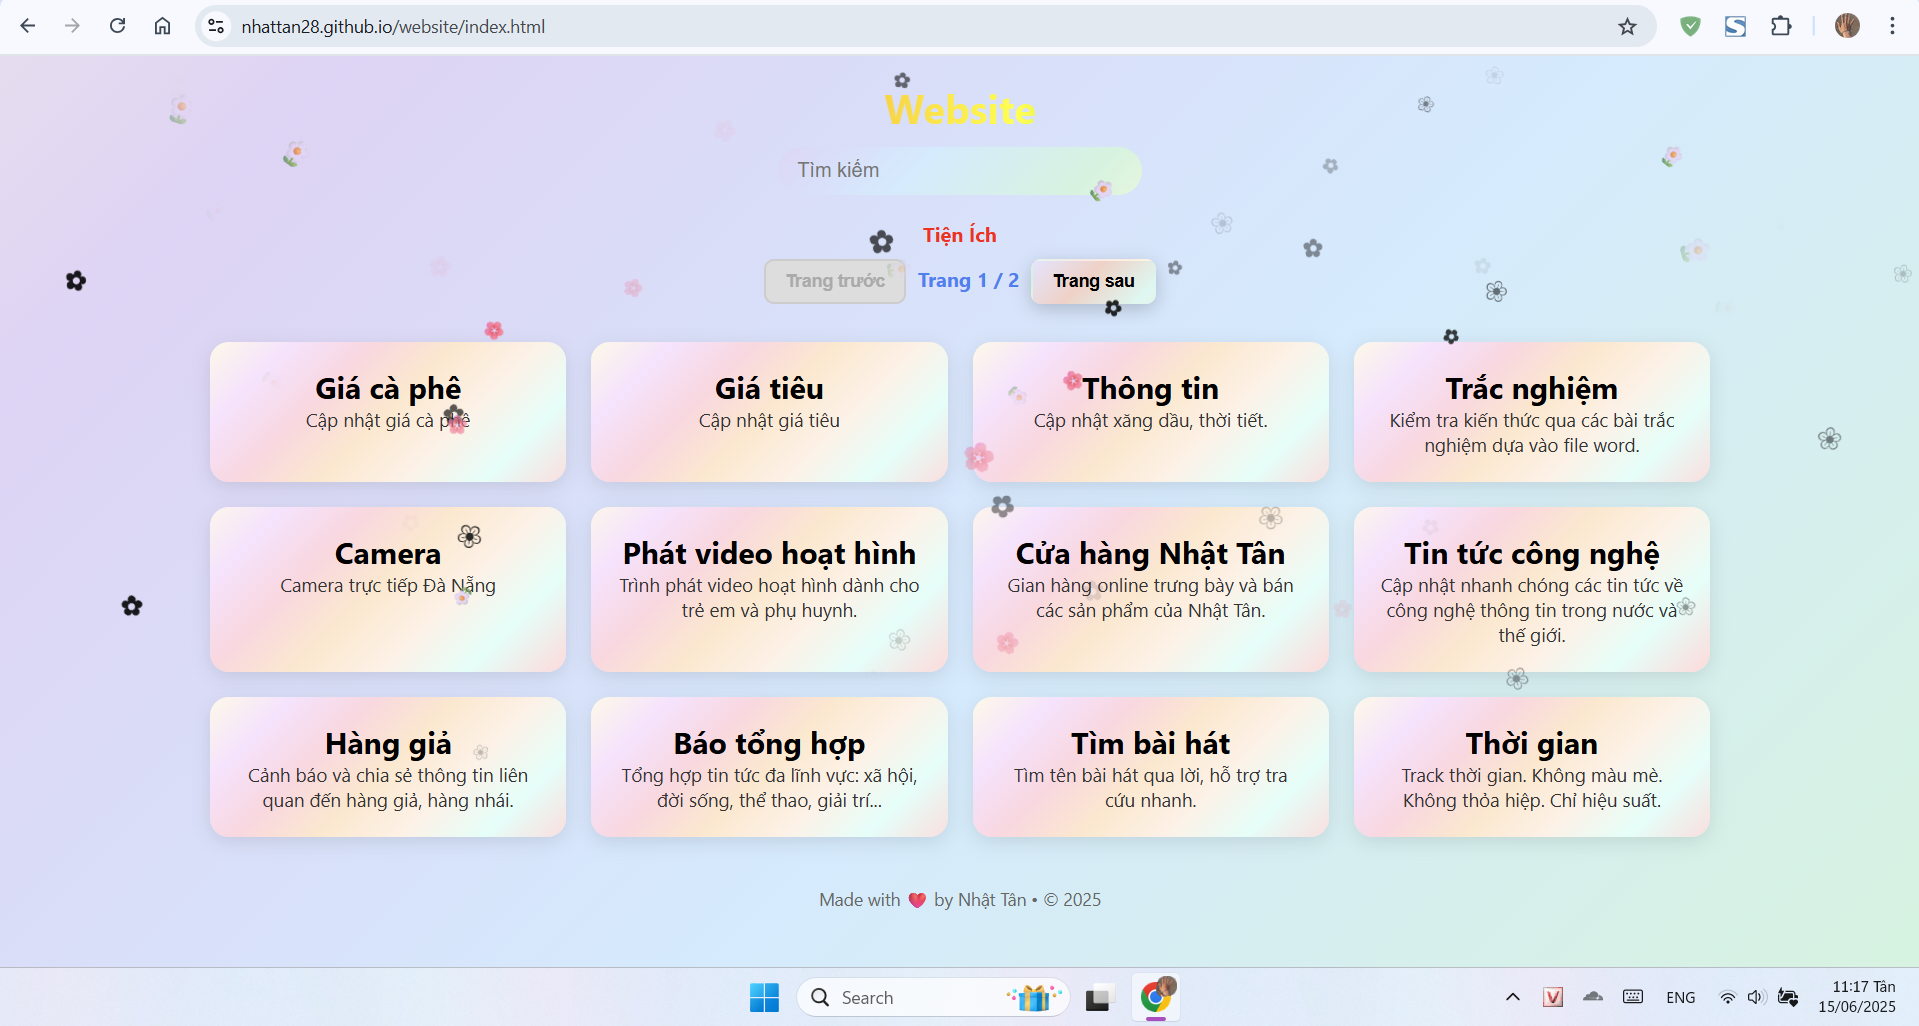 nhattan28.github.io/website/index.html
Website
Tìm kiếm
Tiện Ích
Trang trước
Trang 1 / 2
Trang sau
Giá cà phê
Cập nhật giá cà phê
Giá tiêu
Cập nhật giá tiêu
Thông tin
Cập nhật xăng dầu, thời tiết.
Trắc nghiệm
Kiểm tra kiến thức qua các bài trắc
nghiệm dựa vào file word.
Camera
Camera trực tiếp Đà Nẵng
Phát video hoạt hình
Trình phát video hoạt hình dành cho
trẻ em và phụ huynh.
Cửa hàng Nhật Tân
Gian hàng online trưng bày và bán
các sản phẩm của Nhật Tân.
Tin tức công nghệ
Cập nhật nhanh chóng các tin tức về
công nghệ thông tin trong nước và
thế giới.
Hàng giả
Cảnh báo và chia sẻ thông tin liên
quan đến hàng giả, hàng nhái.
Báo tổng hợp
Tổng hợp tin tức đa lĩnh vực: xã hội,
đời sống, thể thao, giải trí...
Tìm bài hát
Tìm tên bài hát qua lời, hỗ trợ tra
cứu nhanh.
Thời gian
Track thời gian. Không màu mè.
Không thỏa hiệp. Chỉ hiệu suất.
Made with ❤️ by Nhật Tân • © 2025
Search
ENG
11:17 Tân
15/06/2025